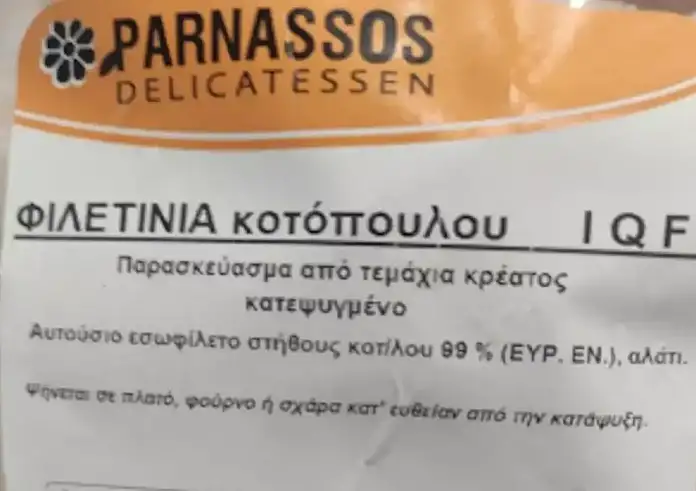 PARNASSOS
DELICATESSEN
ΦΙΛΕΤΙΝΙΑ κοτόπουλου IQF
Παρασκεύασμα από τεμάχια κρέατος
κατεψυγμένο
Αυτούσιο εσωφίλετο στήθους κοτ/λου 99 % (ΕΥΡ. ΕΝ.), αλάτι.
Ψήνεται σε πλατό, φούρνο ή σχάρα κατ' ευθείαν από την κατάψυξη.